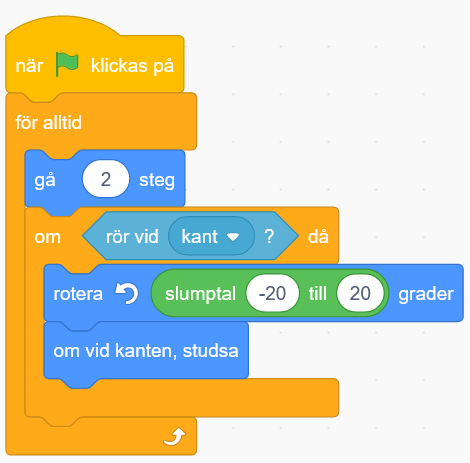 när klickas på
för alltid
gå 2 steg
om rör vid kant ? då
rotera slumptal -20 till 20 grader
om vid kanten, studsa